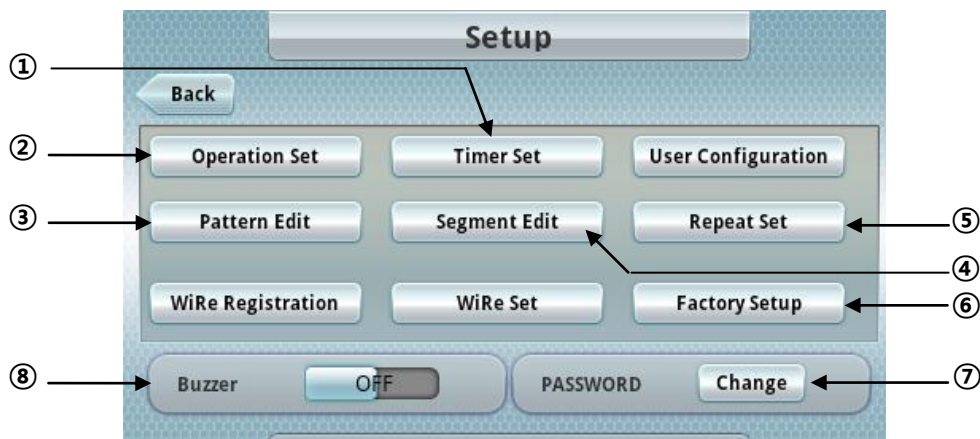 Setup
①
Back
② Operation Set Timer Set User Configuration
③ Pattern Edit Segment Edit Repeat Set ⑤
④
WiRe Registration WiRe Set Factory Setup ⑥
⑧ Buzzer OFF PASSWORD Change ⑦